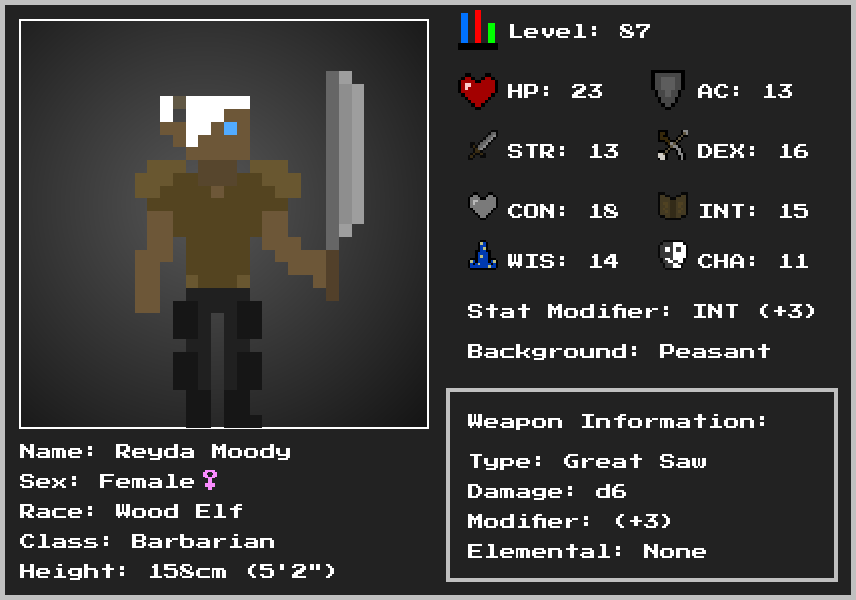 Level: 87
HP: 23 AC: 13
STR: 13 DEX: 16
CON: 18 INT: 15
WIS: 14 CHA: 11
Stat Modifier: INT (+3)
Background: Peasant
Weapon Information:
Type: Great Saw
Damage: d6
Modifier: (+3)
Elemental: None
Name: Reyda Moody
Sex: Female♀
Race: Wood Elf
Class: Barbarian
Height: 158cm (5'2")